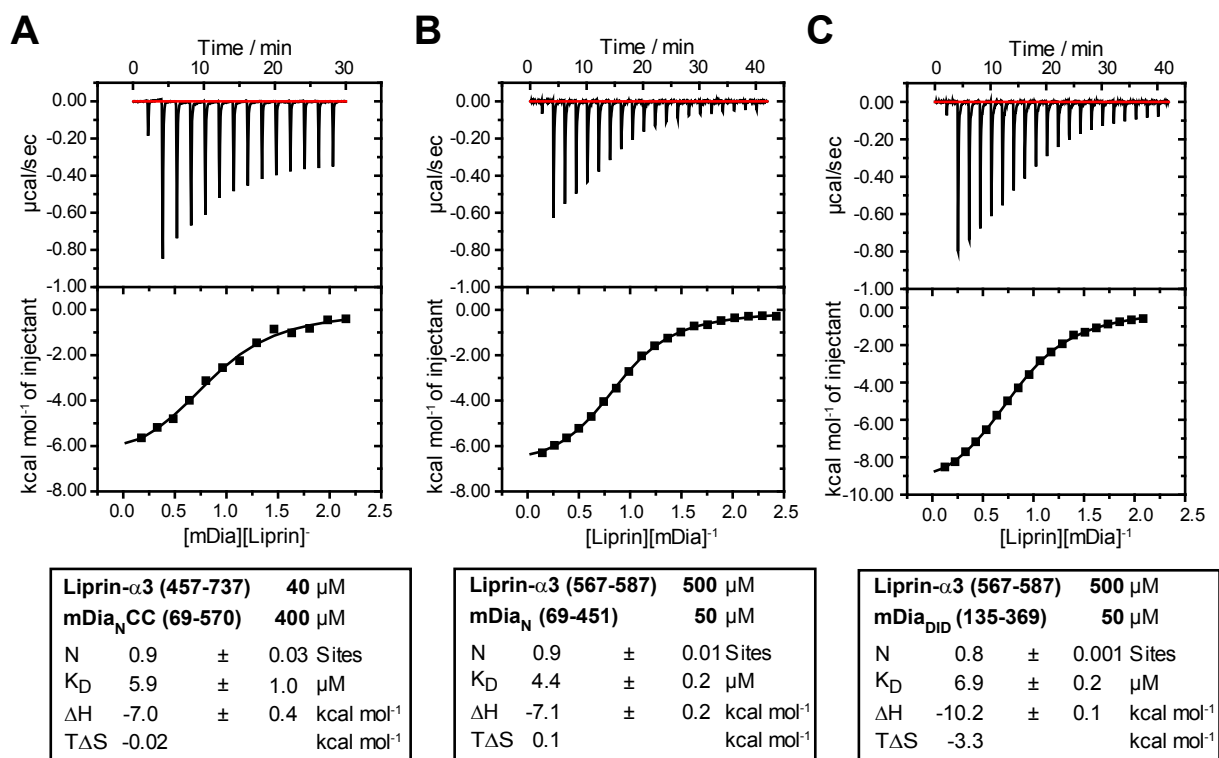 A
Time / min
0 10 20 30
0.00
-0.20
-0.40
-0.60
-0.80
-1.00
µcal/sec
0.00
-2.00
-4.00
-6.00
-8.00
kcal mol-1 of injectant
0.0 0.5 1.0 1.5 2.0 2.5
[mDia][Liprin]-
Liprin-α3 (457-737) 40 µM
mDiaNCC (69-570) 400 µM
N 0.9 ± 0.03 Sites
KD 5.9 ± 1.0 µM
ΔH -7.0 ± 0.4 kcal mol-1
TΔS -0.02 kcal mol-1
B
Time / min
0 10 20 30 40
0.00
-0.20
-0.40
-0.60
-0.80
-1.00
µcal/sec
0.00
-2.00
-4.00
-6.00
-8.00
kcal mol-1 of injectant
0.0 0.5 1.0 1.5 2.0 2.5
[Liprin][mDia]-1
Liprin-α3 (567-587) 500 µM
mDiaN (69-451) 50 µM
N 0.9 ± 0.01 Sites
KD 4.4 ± 0.2 µM
ΔH -7.1 ± 0.2 kcal mol-1
TΔS 0.1 kcal mol-1
C
Time / min
0 10 20 30 40
0.00
-0.20
-0.40
-0.60
-0.80
-1.00
µcal/sec
0.00
-2.00
-4.00
-6.00
-8.00
-10.00
kcal mol-1 of injectant
0.0 0.5 1.0 1.5 2.0 2.5
[Liprin][mDia]-1
Liprin-α3 (567-587) 500 µM
mDiaDID (135-369) 50 µM
N 0.8 ± 0.001 Sites
KD 6.9 ± 0.2 µM
ΔH -10.2 ± 0.1 kcal mol-1
TΔS -3.3 kcal mol-1